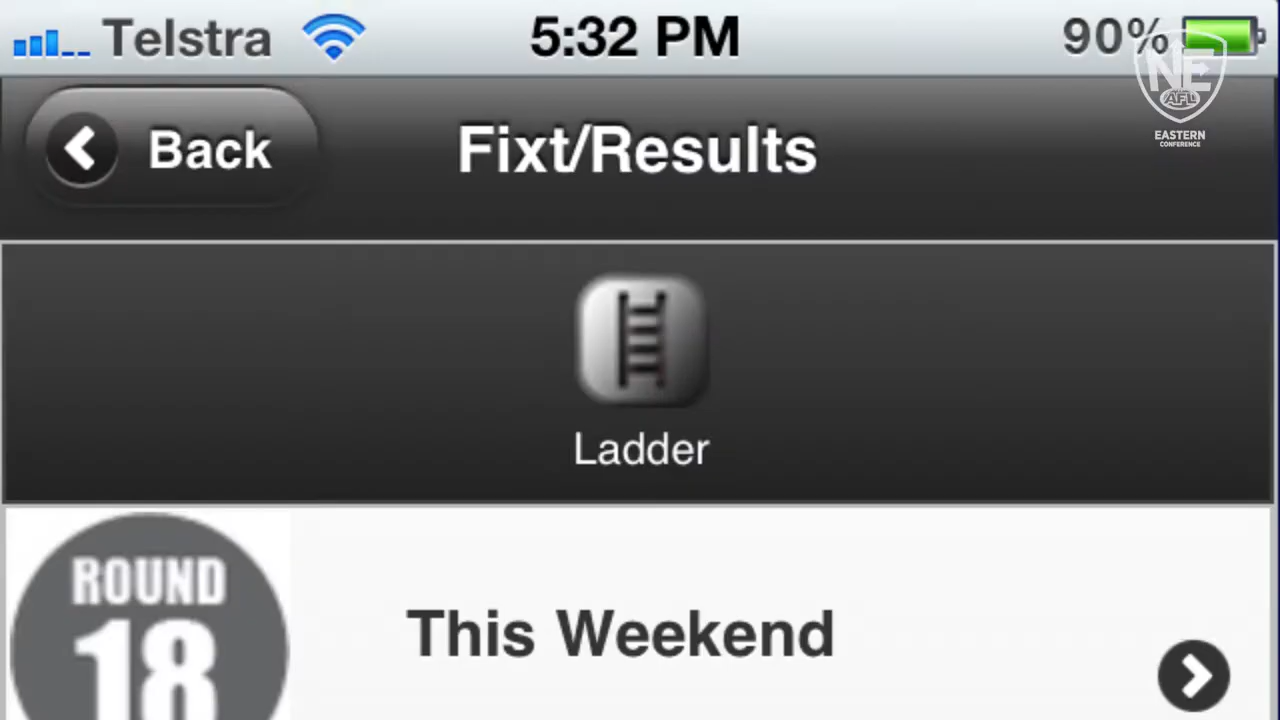 Telstra 5:32 PM 90%
NE
AFL
EASTERN
CONFERENCE
Back Fixt/Results
Ladder
ROUND
18
This Weekend